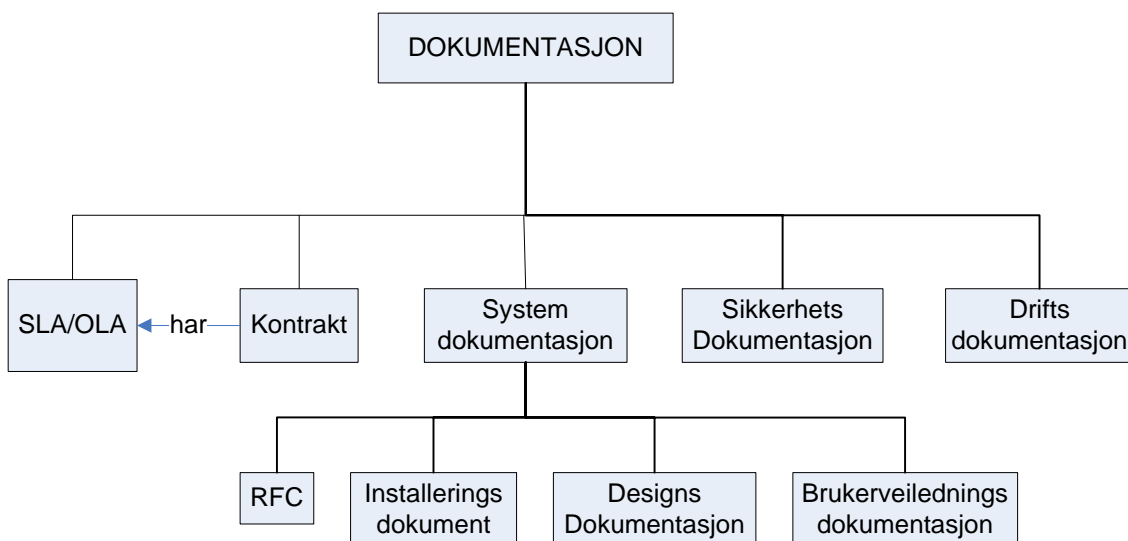 DOKUMENTASJON
SLA/OLA
har
Kontrakt
System
dokumentasjon
Sikkerhets
Dokumentasjon
Drifts
dokumentasjon
RFC
Installerings
dokument
Designs
Dokumentasjon
Brukerveilednings
dokumentasjon